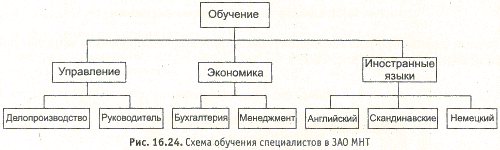 Обучение
Управление
Экономика
Иностранные
языки
Делопроизводство
Руководитель
Бухгалтерия
Менеджмент
Английский
Скандинавские
Немецкий
Рис. 16.24. Схема обучения специалистов в ЗАО МНТ